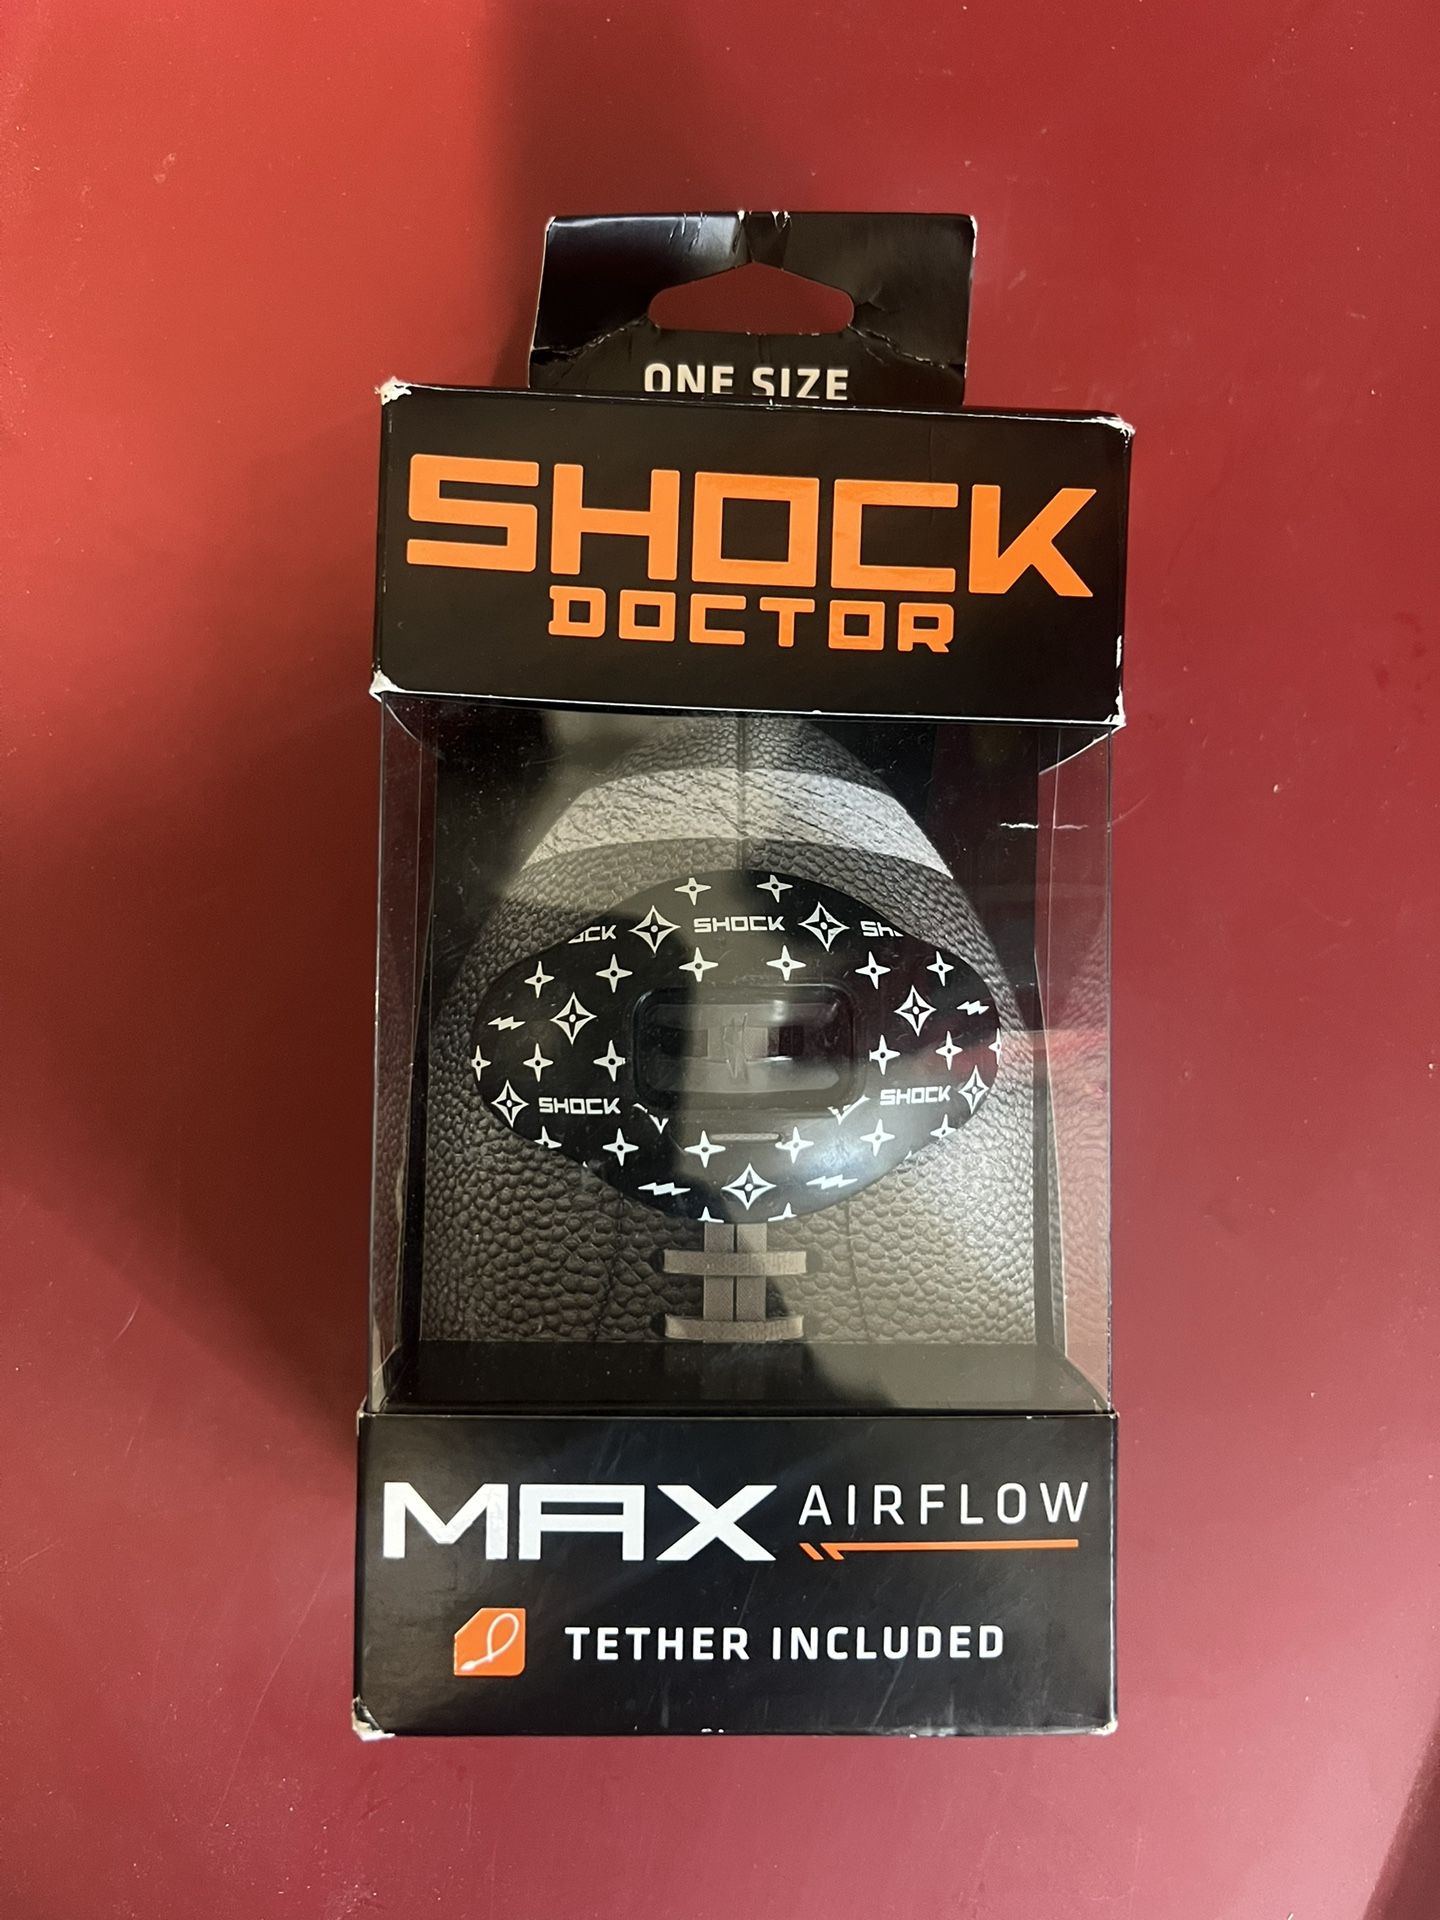 ONE SIZE
SHOCK
DOCTOR
SHOCK
SHOCK
SHOCK
MAX AIRFLOW
TETHER INCLUDED